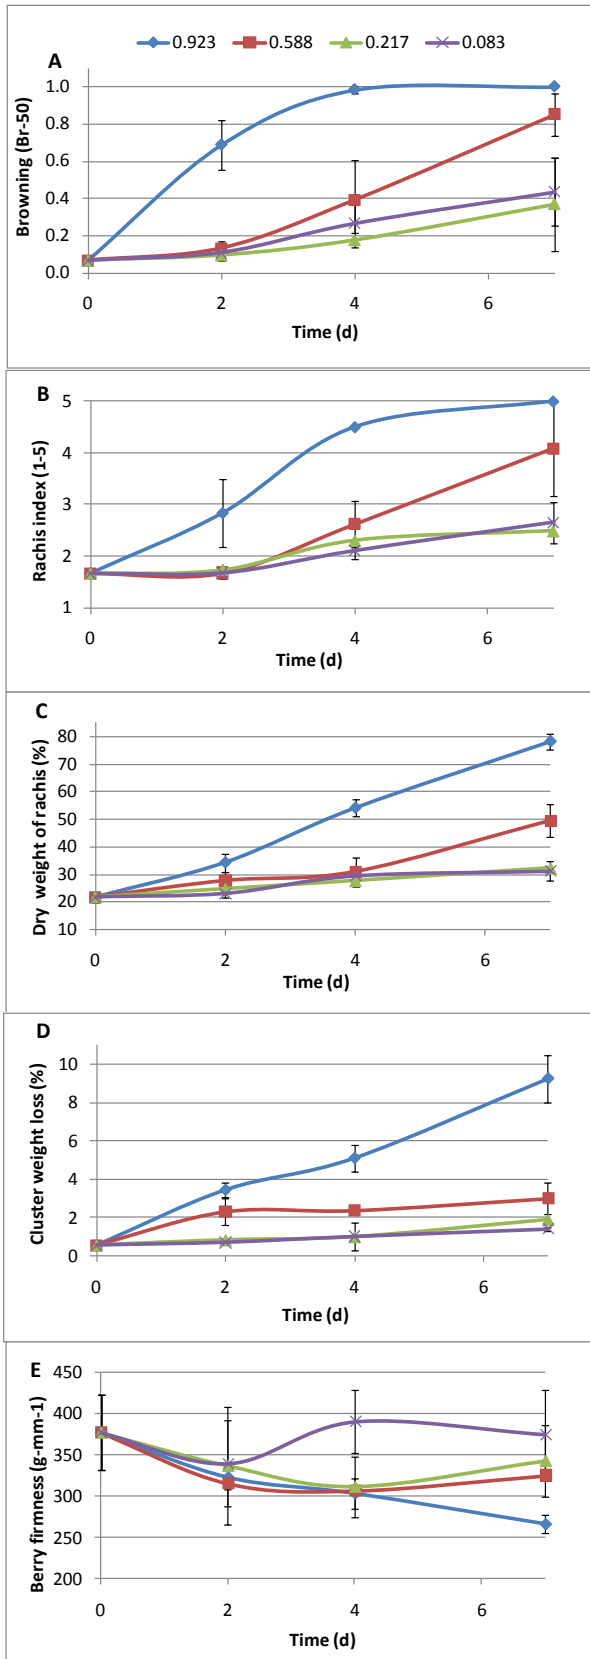 0.923 0.588 0.217 0.083
A
Browning (Br-50)
1.0
0.8
0.6
0.4
0.2
0.0
0 2 4 6
Time (d)
B
Rachis index (1-5)
5
4
3
2
1
0 2 4 6
Time (d)
C
Dry weight of rachis (%)
80
70
60
50
40
30
20
10
0 2 4 6
Time (d)
D
Cluster weight loss (%)
10
8
6
4
2
0
0 2 4 6
Time (d)
E
Berry firmness (g-mm-1)
450
400
350
300
250
200
0 2 4 6
Time (d)